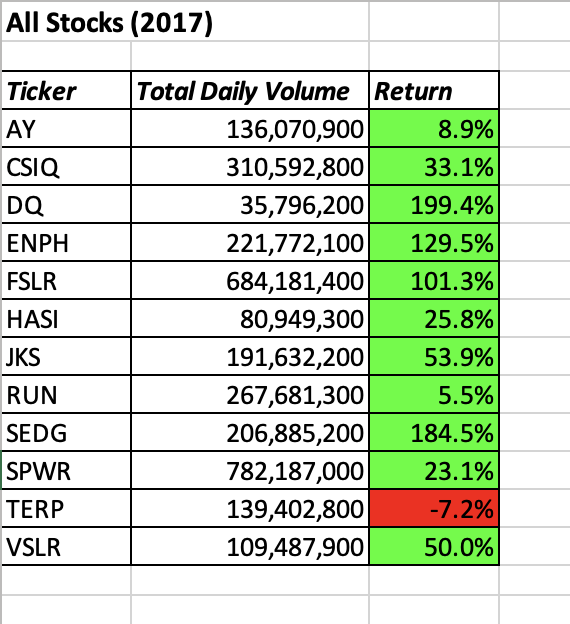 All Stocks (2017)
Ticker Total Daily Volume Return
AY 136,070,900 8.9%
CSIQ 310,592,800 33.1%
DQ 35,796,200 199.4%
ENPH 221,772,100 129.5%
FSLR 684,181,400 101.3%
HASI 80,949,300 25.8%
JKS 191,632,200 53.9%
RUN 267,681,300 5.5%
SEDG 206,885,200 184.5%
SPWR 782,187,000 23.1%
TERP 139,402,800 -7.2%
VSLR 109,487,900 50.0%